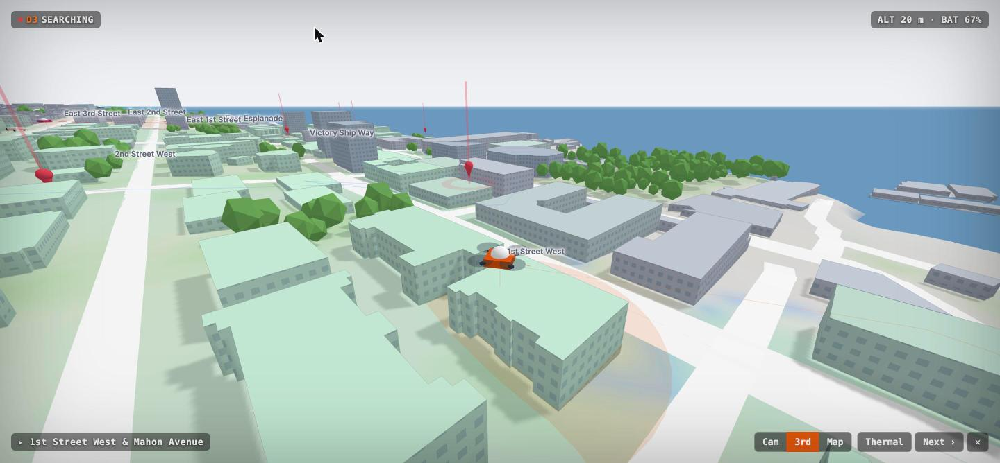 D3 SEARCHING
ALT 20 m · BAT 67%
East 3rd Street
East 2nd Street
East 1st Street
Esplanade
Victory Ship Way
2nd Street West
1st Street West
▸ 1st Street West & Mahon Avenue
Cam 3rd Map Thermal Next › ✕